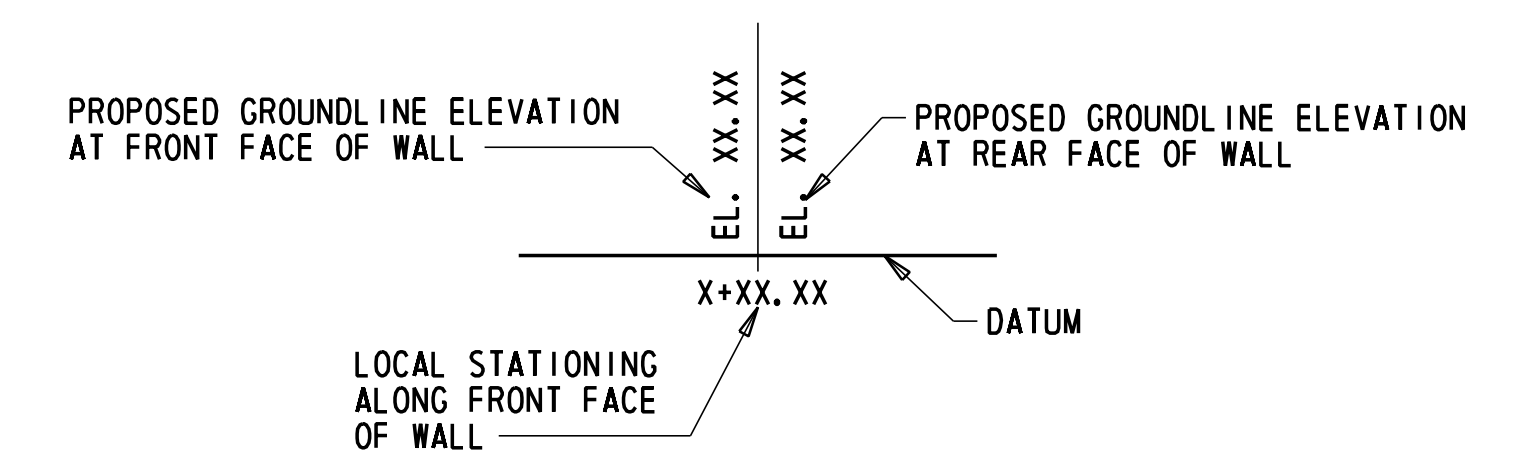 PROPOSED GROUNDLINE ELEVATION
AT FRONT FACE OF WALL
EL. XX.XX
EL. XX.XX
PROPOSED GROUNDLINE ELEVATION
AT REAR FACE OF WALL
X+XX.XX
DATUM
LOCAL STATIONING
ALONG FRONT FACE
OF WALL